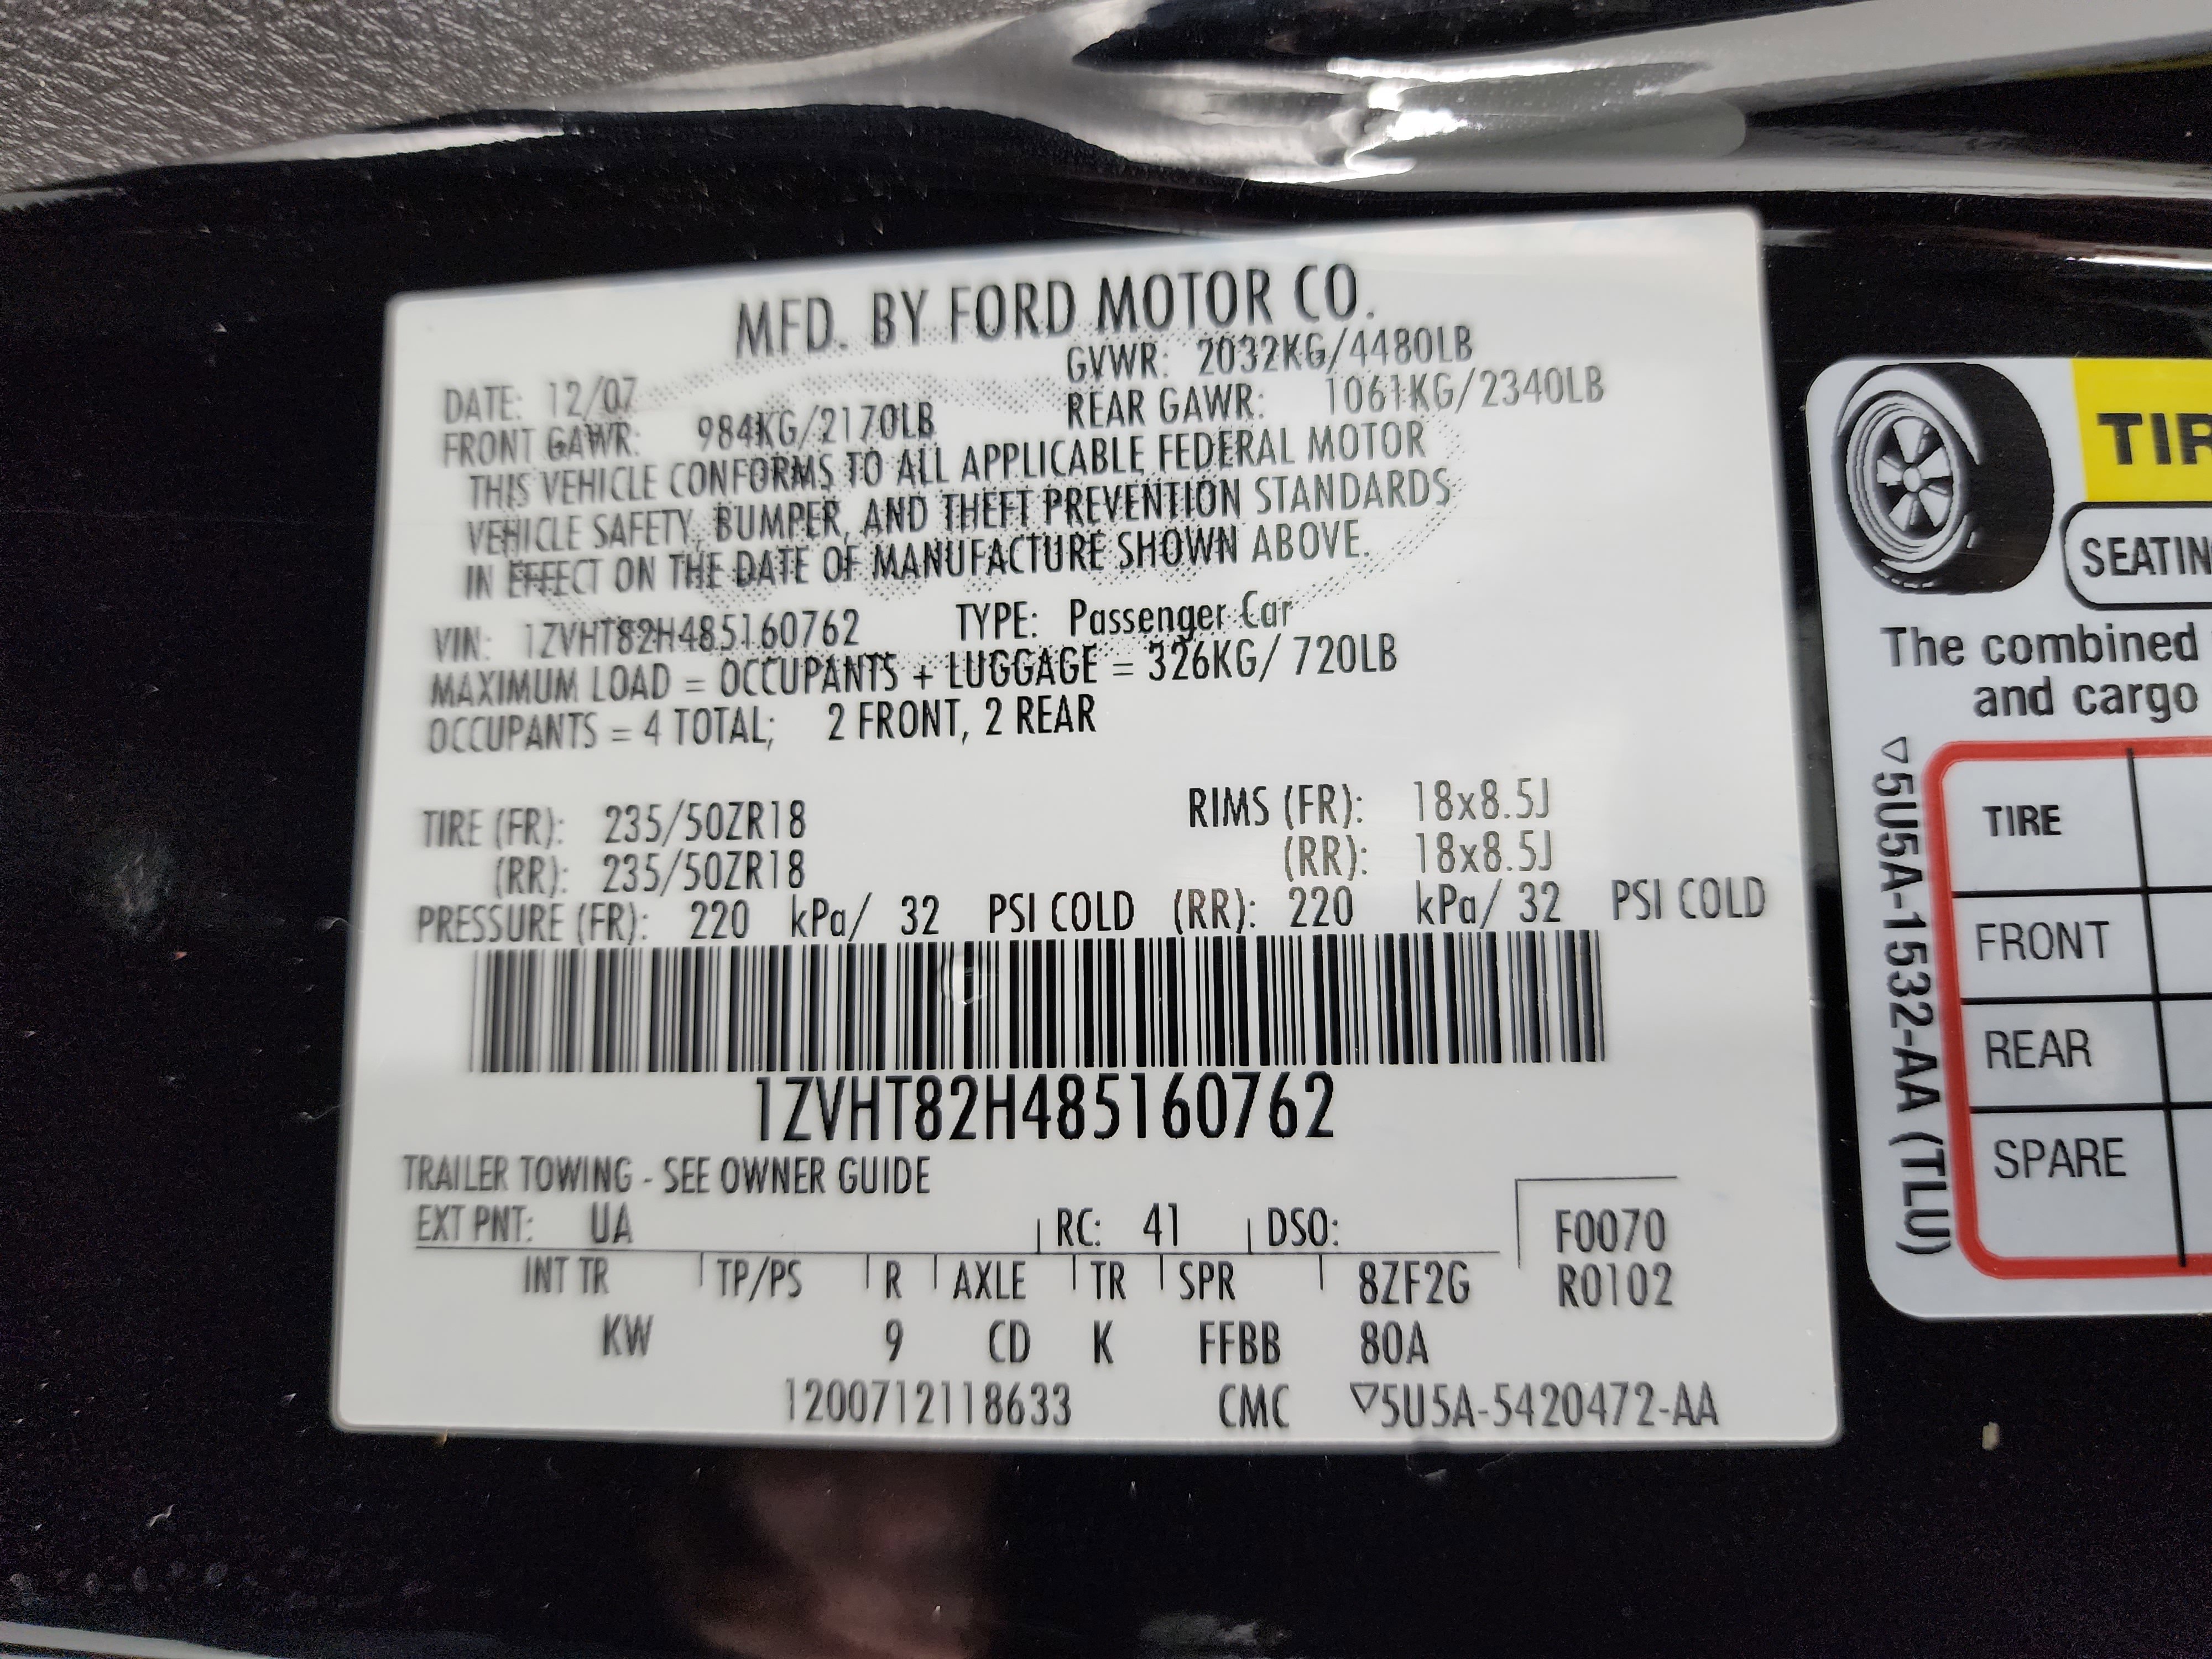 MFD. BY FORD MOTOR CO.
DATE: 12/07 GVWR: 2032KG/4480LB
FRONT GAWR: 984KG/2170LB REAR GAWR: 1061KG/2340LB
THIS VEHICLE CONFORMS TO ALL APPLICABLE FEDERAL MOTOR
VEHICLE SAFETY, BUMPER, AND THEFT PREVENTION STANDARDS
IN EFFECT ON THE DATE OF MANUFACTURE SHOWN ABOVE.
VIN: 1ZVHT82H485160762 TYPE: Passenger Car
MAXIMUM LOAD = OCCUPANTS + LUGGAGE = 326KG/ 720LB
OCCUPANTS = 4 TOTAL; 2 FRONT, 2 REAR
TIRE (FR): 235/50ZR18 RIMS (FR): 18x8.5J
(RR): 235/50ZR18 (RR): 18x8.5J
PRESSURE (FR): 220 kPa/ 32 PSI COLD (RR): 220 kPa/ 32 PSI COLD
1ZVHT82H485160762
TRAILER TOWING - SEE OWNER GUIDE
EXT PNT: UA RC: 41 DSO: F0070
INT TR TP/PS R AXLE TR SPR 8ZF2G R0102
KW 9 CD K FFBB 80A
1200712118633 CMC ▽5U5A-5420472-AA
TIR
SEATIN
The combined
and cargo
▽5U5A-1532-AA (TLU)
TIRE
FRONT
REAR
SPARE